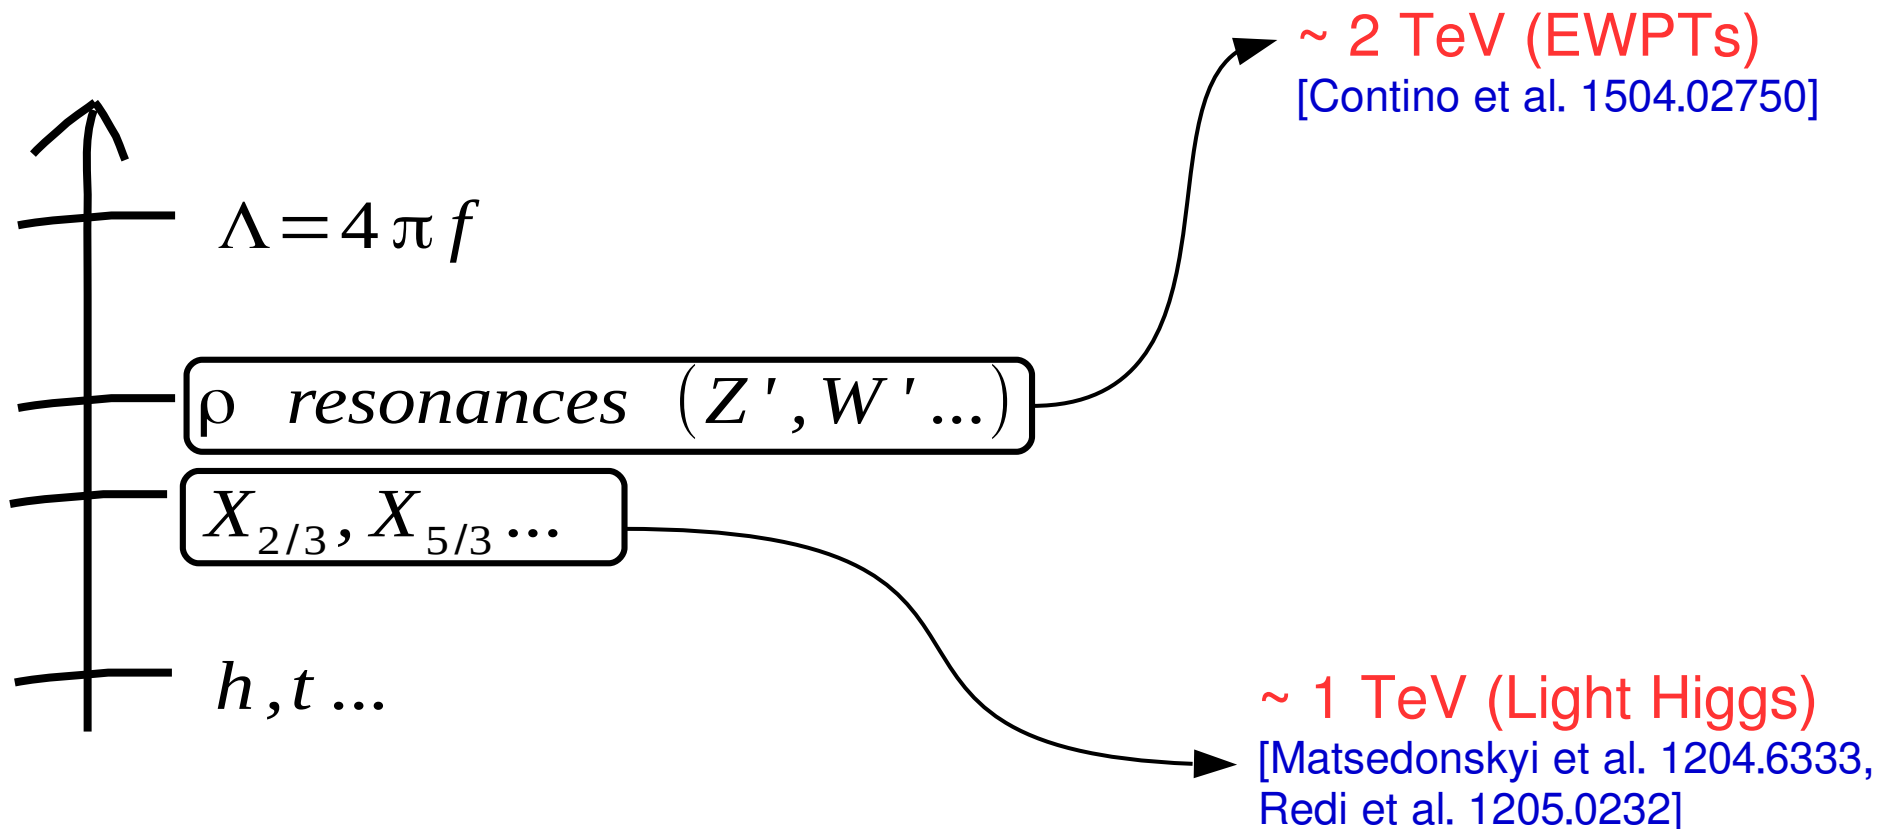 ~ 2 TeV (EWPTs)
[Contino et al. 1504.02750]
Λ=4πf
ρ resonances (Z',W'...)
X2/3,X5/3...
h,t...
~ 1 TeV (Light Higgs)
[Matsedonskyi et al. 1204.6333,
Redi et al. 1205.0232]